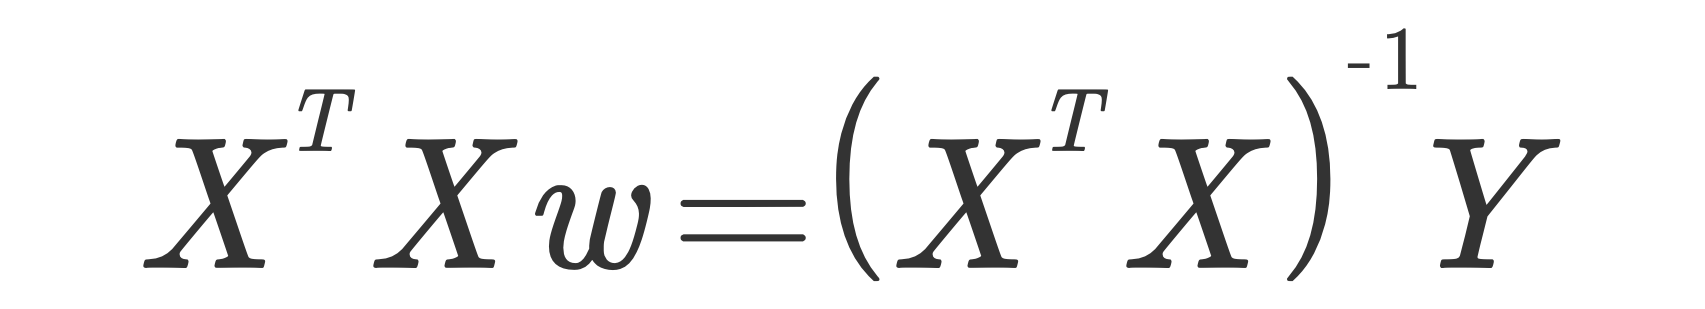 X^T X w = (X^T X)^{-1} Y